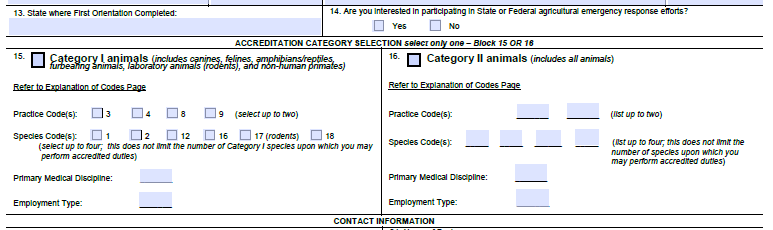 13. State where First Orientation Completed:
14. Are you Interested in participating in State or Federal agricultural emergency response efforts?
Yes No
ACCREDITATION CATEGORY SELECTION select only one – Block 15 OR 16
15. Category I animals (includes canines, felines, amphibians/reptiles,
furbearing animals, laboratory animals (rodents), and non-human primates)
Refer to Explanation of Codes Page
Practice Code(s): 3 4 8 9 (select up to two)
Species Code(s): 1 2 12 16 17 (rodents) 18
(select up to four; this does not limit the number of Category I species upon which you may
perform accredited duties)
Primary Medical Discipline:
Employment Type:
16. Category II animals (includes all animals)
Refer to Explanation of Codes Page
Practice Code(s): (list up to two)
Species Code(s): (list up to four; this does not limit the
number of species upon which you
may perform accredited duties)
Primary Medical Discipline:
Employment Type:
CONTACT INFORMATION